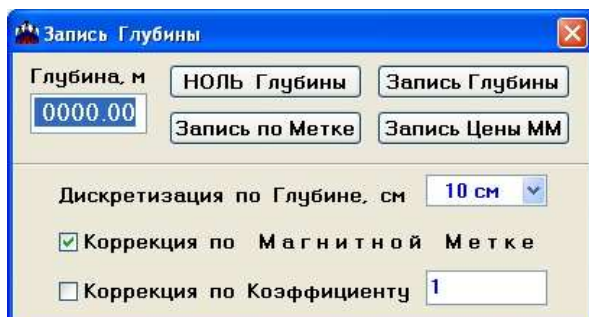 Запись Глубины
Глубина, м НОЛЬ Глубины Запись Глубины
0000.00
Запись по Метке Запись Цены ММ
Дискретизация по Глубине, см 10 см
Коррекция по Магнитной Метке
Коррекция по Коэффициенту 1